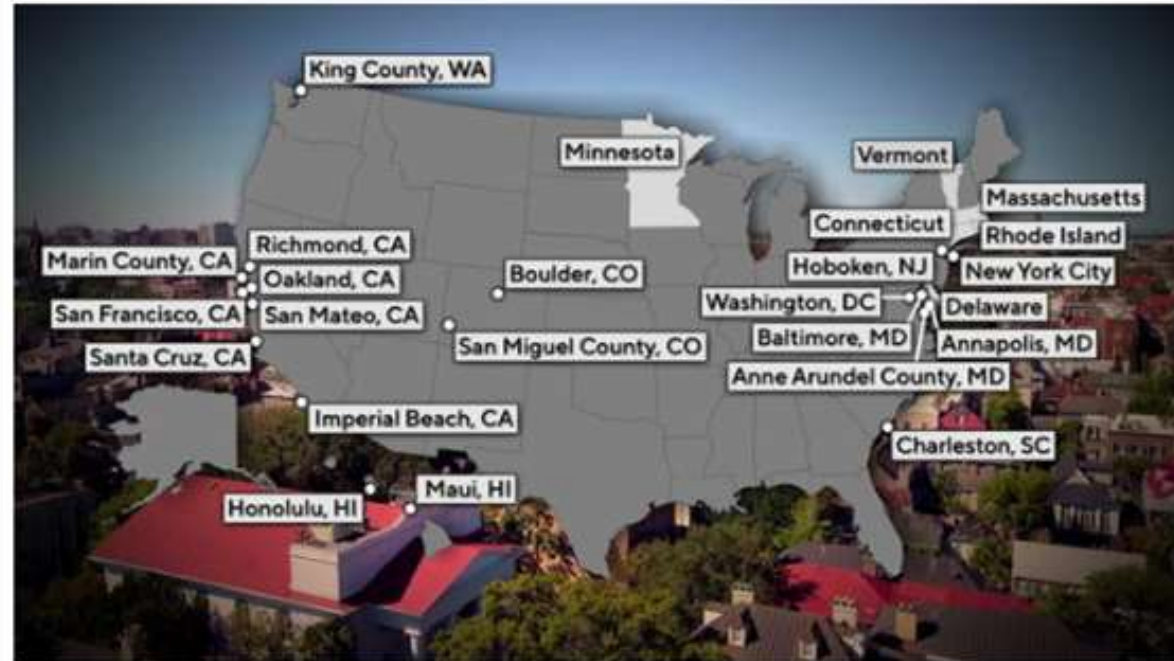 King County, WA
Minnesota
Vermont
Massachusetts
Connecticut
Rhode Island
Richmond, CA
Marin County, CA
Oakland, CA
Boulder, CO
Hoboken, NJ
New York City
San Francisco, CA
San Mateo, CA
Washington, DC
Delaware
Baltimore, MD
Annapolis, MD
Santa Cruz, CA
San Miguel County, CO
Anne Arundel County, MD
Imperial Beach, CA
Charleston, SC
Maui, HI
Honolulu, HI